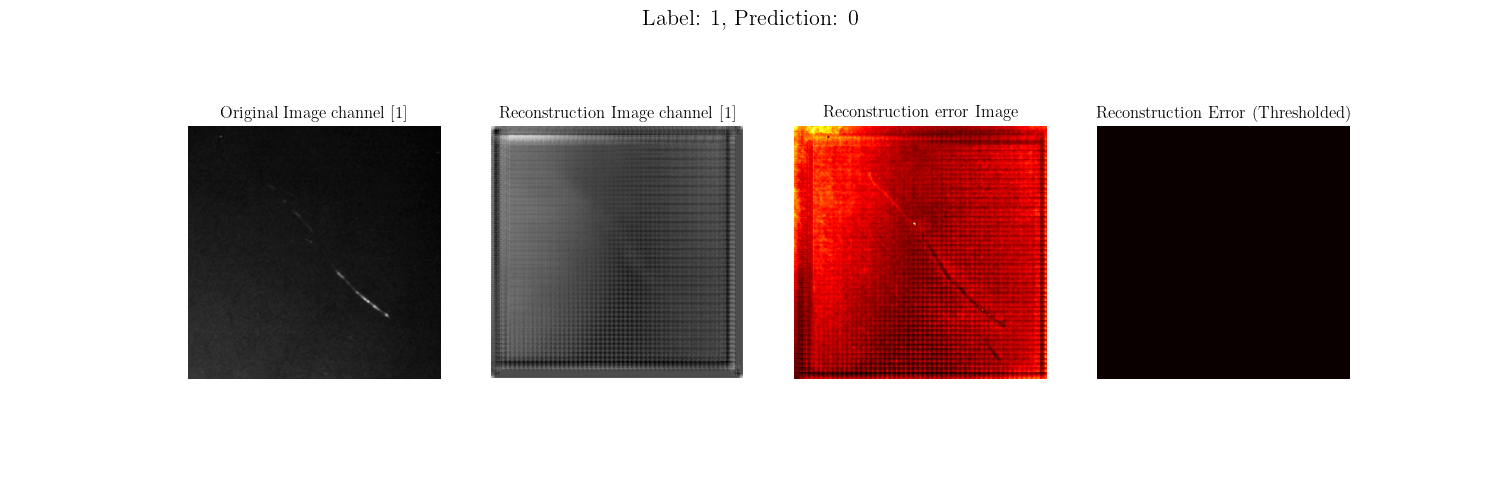 Label: 1, Prediction: 0
Original Image channel [1]
Reconstruction Image channel [1]
Reconstruction error Image
Reconstruction Error (Thresholded)